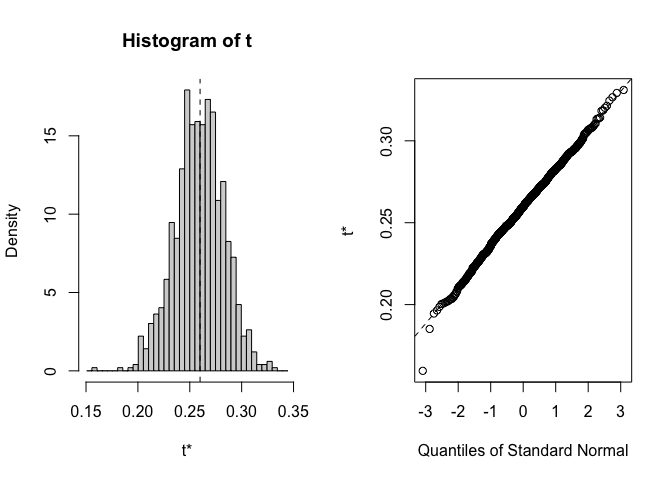 Histogram of t
Density
0
5
10
15
0.15 0.20 0.25 0.30 0.35
t*
t*
0.20
0.25
0.30
-3 -2 -1 0 1 2 3
Quantiles of Standard Normal